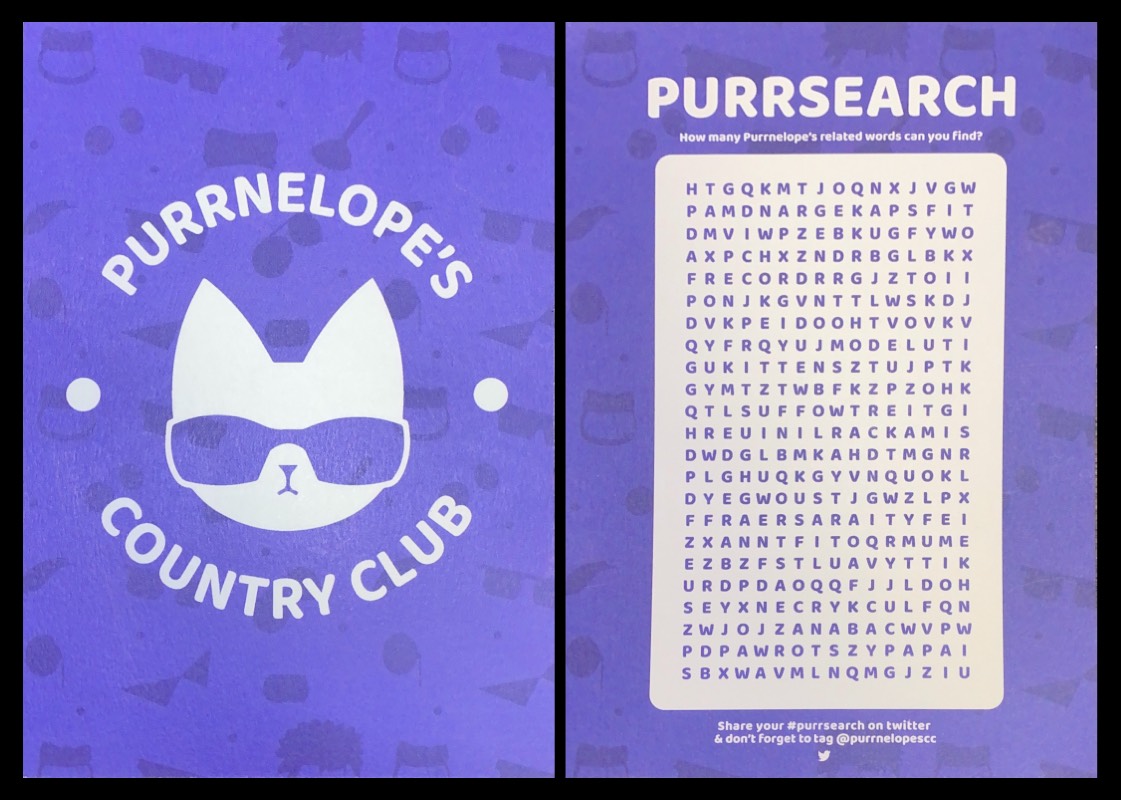 PURRNELOPE'S
COUNTRY CLUB
PURRSEARCH
How many Purrnelope's related words can you find?
H T G Q K M T J O Q N X J V G W
P A M D N A R G E K A P S F I T
D M V I W P Z E B K U G F Y W O
A X P C H X Z N D R B G L B K X
F R E C O R D R R G J Z T O I I
P O N J K G V N T T L W S K D J
D V K P E I D O O H T V O V K V
Q Y F R Q Y U J M O D E L U T I
G U K I T T E N S Z T U J P T K
G Y M T Z T W B F K Z P Z O H K
Q T L S U F F O W T R E I T G I
H R E U I N I L R A C K A M I S
D W D G L B M K A H D T M G N R
P L G H U Q K G Y V N Q U O K L
D Y E G W O U S T J G W Z L P X
F F R A E R S A R A I T Y F E I
Z X A N N T F I T O Q R M U M E
E Z B Z F S T L U A V Y T T I K
U R D P D A O Q Q F J J L D O H
S E Y X N E C R Y K C U L F Q N
Z W J O J Z A N A B A C W V P W
P D P A W R O T S Z Y P A P A I
S B X W A V M L N Q M G J Z I U
Share your #purrsearch on twitter
& don't forget to tag @purrnelopescc